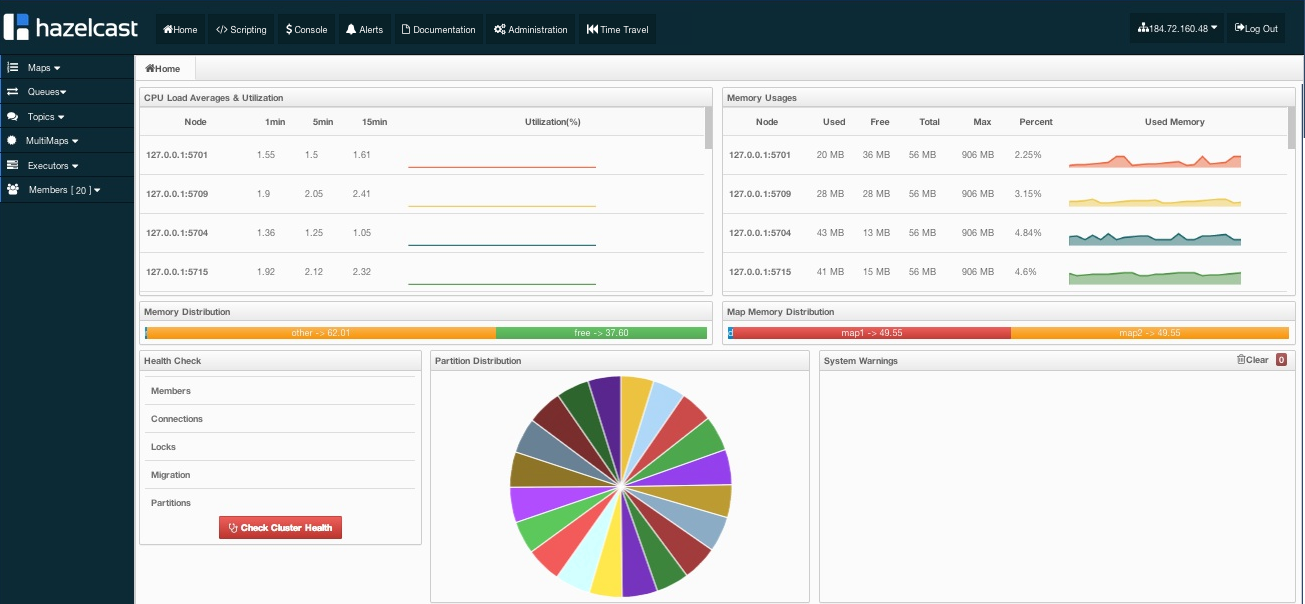 hazelcast Home </> Scripting $ Console Alerts Documentation Administration Time Travel 184.72.160.48 Log Out
Maps
Queues
Topics
MultiMaps
Executors
Members [ 20 ]
Home
CPU Load Averages & Utilization
Node 1min 5min 15min Utilization(%)
127.0.0.1:5701 1.55 1.5 1.61
127.0.0.1:5709 1.9 2.05 2.41
127.0.0.1:5704 1.36 1.25 1.05
127.0.0.1:5715 1.92 2.12 2.32
Memory Usages
Node Used Free Total Max Percent Used Memory
127.0.0.1:5701 20 MB 36 MB 56 MB 906 MB 2.25%
127.0.0.1:5709 28 MB 28 MB 56 MB 906 MB 3.15%
127.0.0.1:5704 43 MB 13 MB 56 MB 906 MB 4.84%
127.0.0.1:5715 41 MB 15 MB 56 MB 906 MB 4.6%
Memory Distribution
other -> 62.01 free -> 37.60
Map Memory Distribution
d map1 -> 49.55 map2 -> 49.55
Health Check
Members
Connections
Locks
Migration
Partitions
Check Cluster Health
Partition Distribution
System Warnings Clear 0